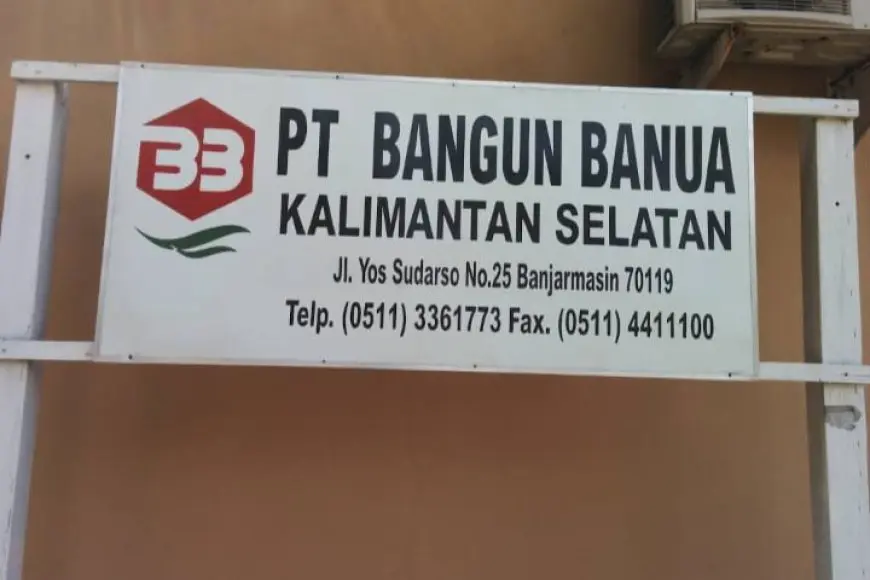 BB
PT BANGUN BANUA
KALIMANTAN SELATAN
Jl. Yos Sudarso No.25 Banjarmasin 70119
Telp. (0511) 3361773 Fax. (0511) 4411100